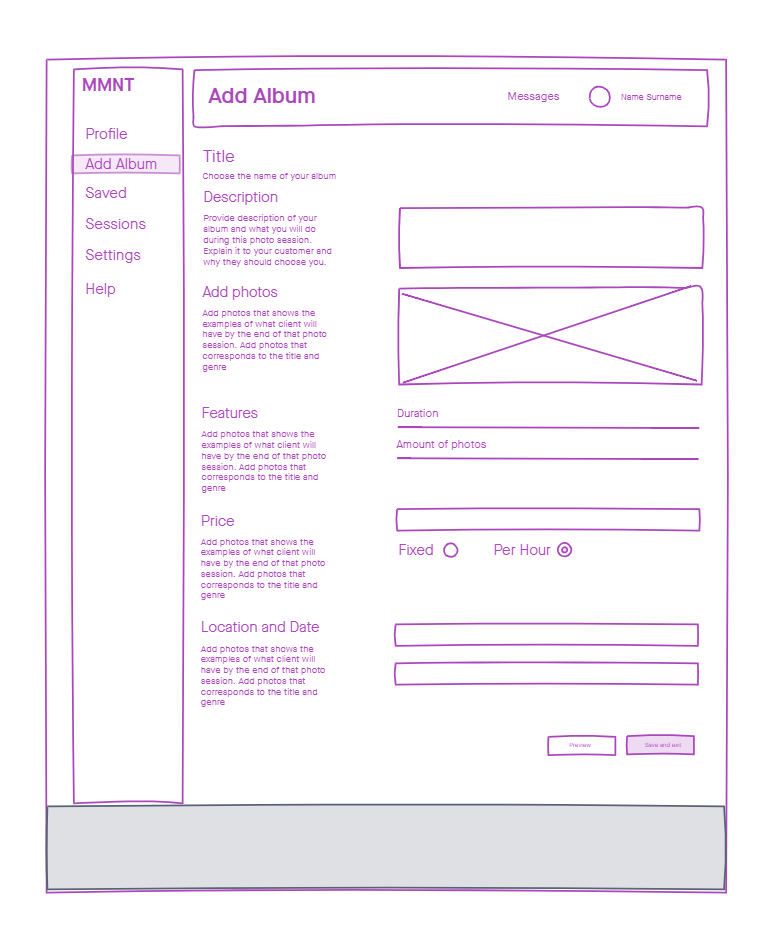 MMNT
Profile
Add Album
Saved
Sessions
Settings
Help
Add Album
Messages
Name Surname
Title
Choose the name of your album
Description
Provide description of your
album and what you will do
during this photo session.
Explain it to your customer and
why they should choose you.
Add photos
Add photos that shows the
examples of what client will
have by the end of that photo
session. Add photos that
corresponds to the title and
genre
Features
Add photos that shows the
examples of what client will
have by the end of that photo
session. Add photos that
corresponds to the title and
genre
Duration
Amount of photos
Price
Add photos that shows the
examples of what client will
have by the end of that photo
session. Add photos that
corresponds to the title and
genre
Fixed
Per Hour
Location and Date
Add photos that shows the
examples of what client will
have by the end of that photo
session. Add photos that
corresponds to the title and
genre
Preview
Save and exit